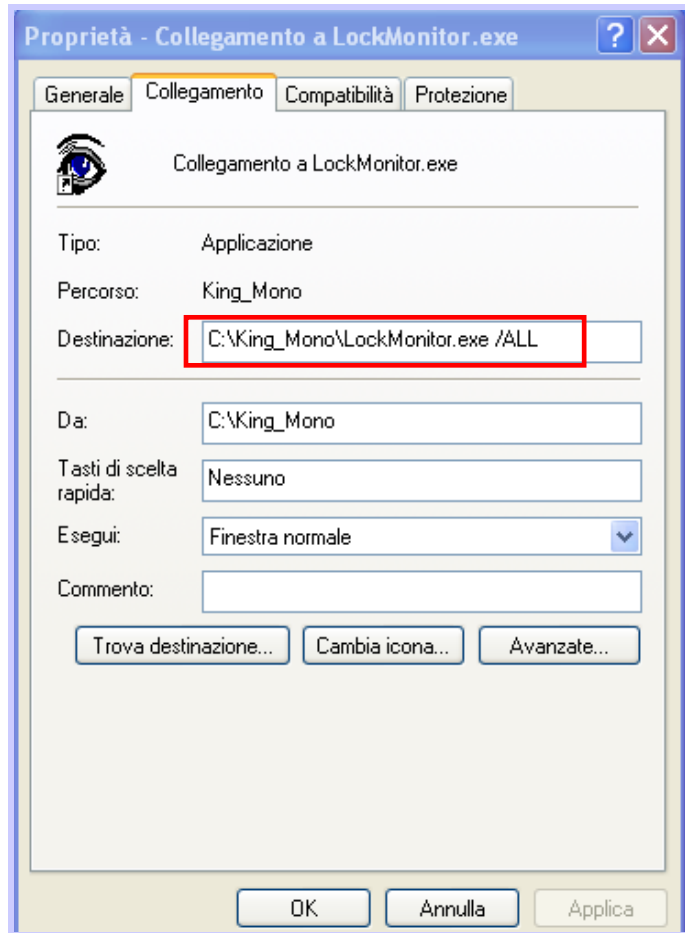 Proprietà - Collegamento a LockMonitor.exe
Generale Collegamento Compatibilità Protezione
Collegamento a LockMonitor.exe
Tipo: Applicazione
Percorso: King_Mono
Destinazione: C:\King_Mono\LockMonitor.exe /ALL
Da: C:\King_Mono
Tasti di scelta
rapida: Nessuno
Esegui: Finestra normale
Commento:
Trova destinazione... Cambia icona... Avanzate...
OK Annulla Applica